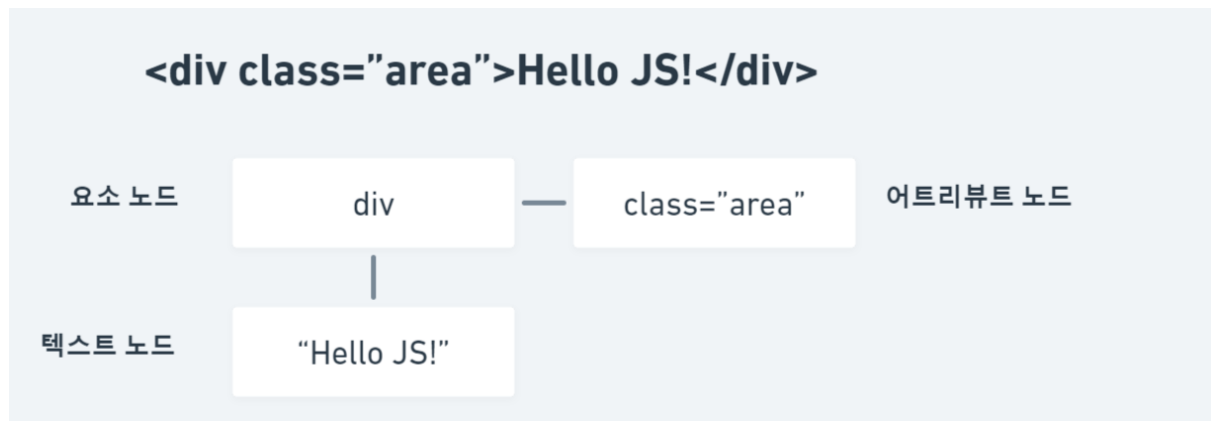 <div class=”area”>Hello JS!</div>
요소 노드 div class=”area” 어트리뷰트 노드
텍스트 노드 “Hello JS!”